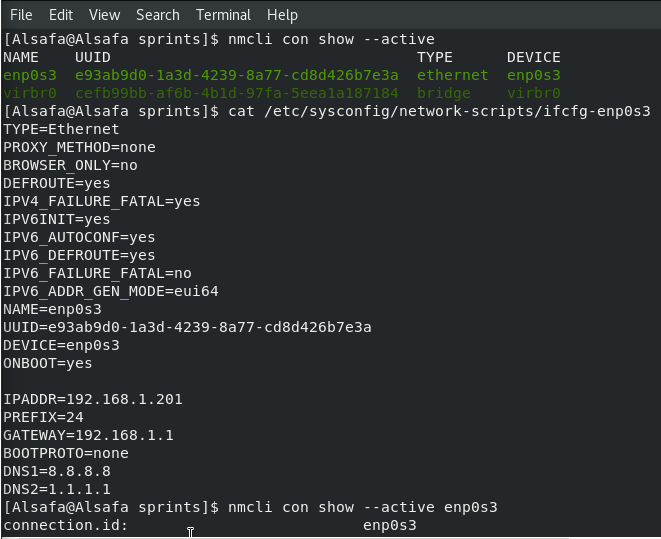 File Edit View Search Terminal Help
[Alsafa@Alsafa sprints]$ nmcli con show --active
NAME UUID TYPE DEVICE
enp0s3 e93ab9d0-1a3d-4239-8a77-cd8d426b7e3a ethernet enp0s3
virbr0 cefb99bb-af6b-4b1d-97fa-5eea1a187184 bridge virbr0
[Alsafa@Alsafa sprints]$ cat /etc/sysconfig/network-scripts/ifcfg-enp0s3
TYPE=Ethernet
PROXY_METHOD=none
BROWSER_ONLY=no
DEFROUTE=yes
IPV4_FAILURE_FATAL=yes
IPV6INIT=yes
IPV6_AUTOCONF=yes
IPV6_DEFROUTE=yes
IPV6_FAILURE_FATAL=no
IPV6_ADDR_GEN_MODE=eui64
NAME=enp0s3
UUID=e93ab9d0-1a3d-4239-8a77-cd8d426b7e3a
DEVICE=enp0s3
ONBOOT=yes
IPADDR=192.168.1.201
PREFIX=24
GATEWAY=192.168.1.1
BOOTPROTO=none
DNS1=8.8.8.8
DNS2=1.1.1.1
[Alsafa@Alsafa sprints]$ nmcli con show --active enp0s3
connection.id: enp0s3